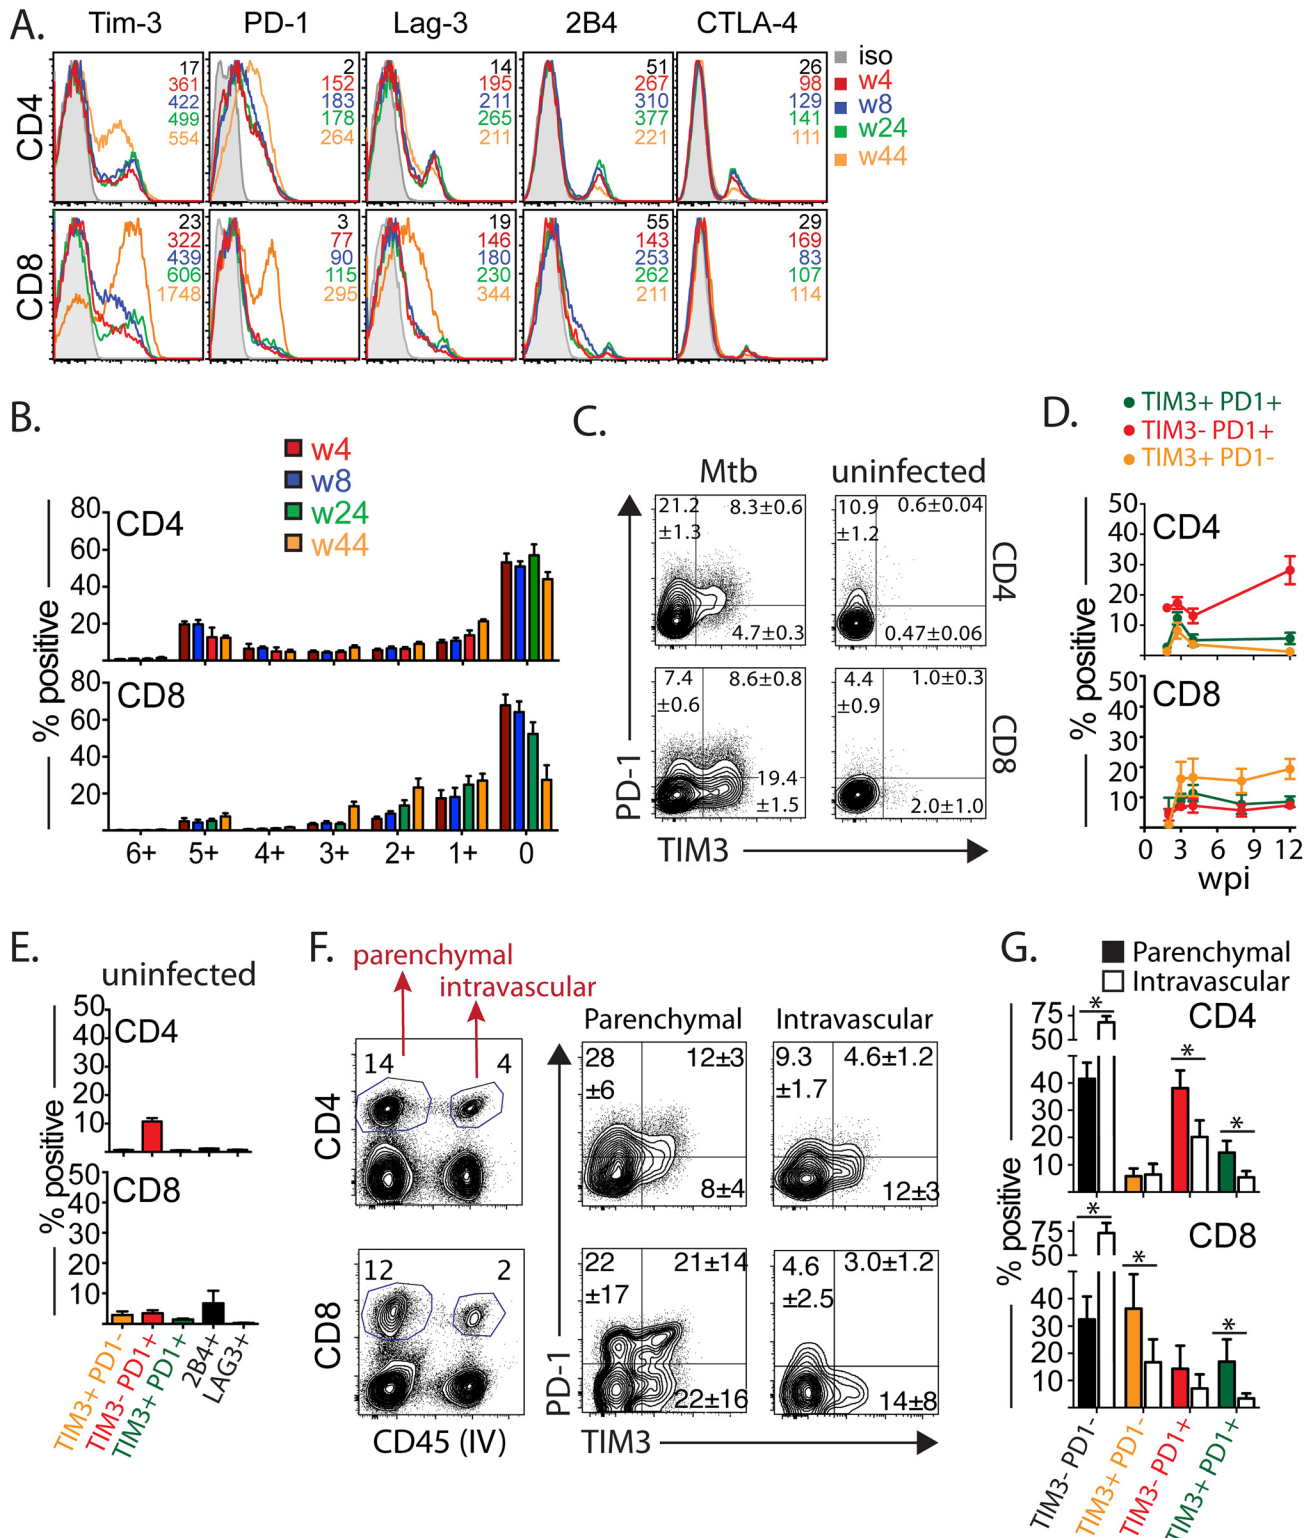 A.
Tim-3 PD-1 Lag-3 2B4 CTLA-4
iso
w4
w8
w24
w44
CD4
17
361
422
499
554
2
152
183
178
264
14
195
211
265
211
51
267
310
377
221
26
98
129
141
111
CD8
23
322
439
606
1748
3
77
90
115
295
19
146
180
230
344
55
143
253
262
211
29
169
83
107
114
B.
w4
w8
w24
w44
% positive
CD4
80
60
40
20
CD8
80
60
40
20
6+ 5+ 4+ 3+ 2+ 1+ 0
C.
Mtb uninfected
21.2
±1.3
8.3±0.6
4.7±0.3
10.9
±1.2
0.6±0.04
0.47±0.06
CD4
7.4
±0.6
8.6±0.8
19.4
±1.5
4.4
±0.9
1.0±0.3
2.0±1.0
CD8
PD-1
TIM3
D.
TIM3+ PD1+
TIM3- PD1+
TIM3+ PD1-
% positive
CD4
50
40
30
20
10
CD8
50
40
30
20
10
0 3 6 9 12
wpi
E.
uninfected
% positive
CD4
50
40
30
20
10
CD8
50
40
30
20
10
TIM3+ PD1-
TIM3- PD1+
TIM3+ PD1+
2B4+
LAG3+
F.
parenchymal
intravascular
Parenchymal Intravascular
CD4
14 4
28
±6
12±3
8±4
9.3
±1.7
4.6±1.2
12±3
CD8
12 2
22
±17
21±14
22±16
4.6
±2.5
3.0±1.2
14±8
CD45 (IV)
PD-1
TIM3
G.
Parenchymal
Intravascular
% positive
CD4
75
50
40
30
20
10
*
*
*
CD8
75
50
40
30
20
10
*
*
*
TIM3- PD1-
TIM3+ PD1-
TIM3- PD1+
TIM3+ PD1+